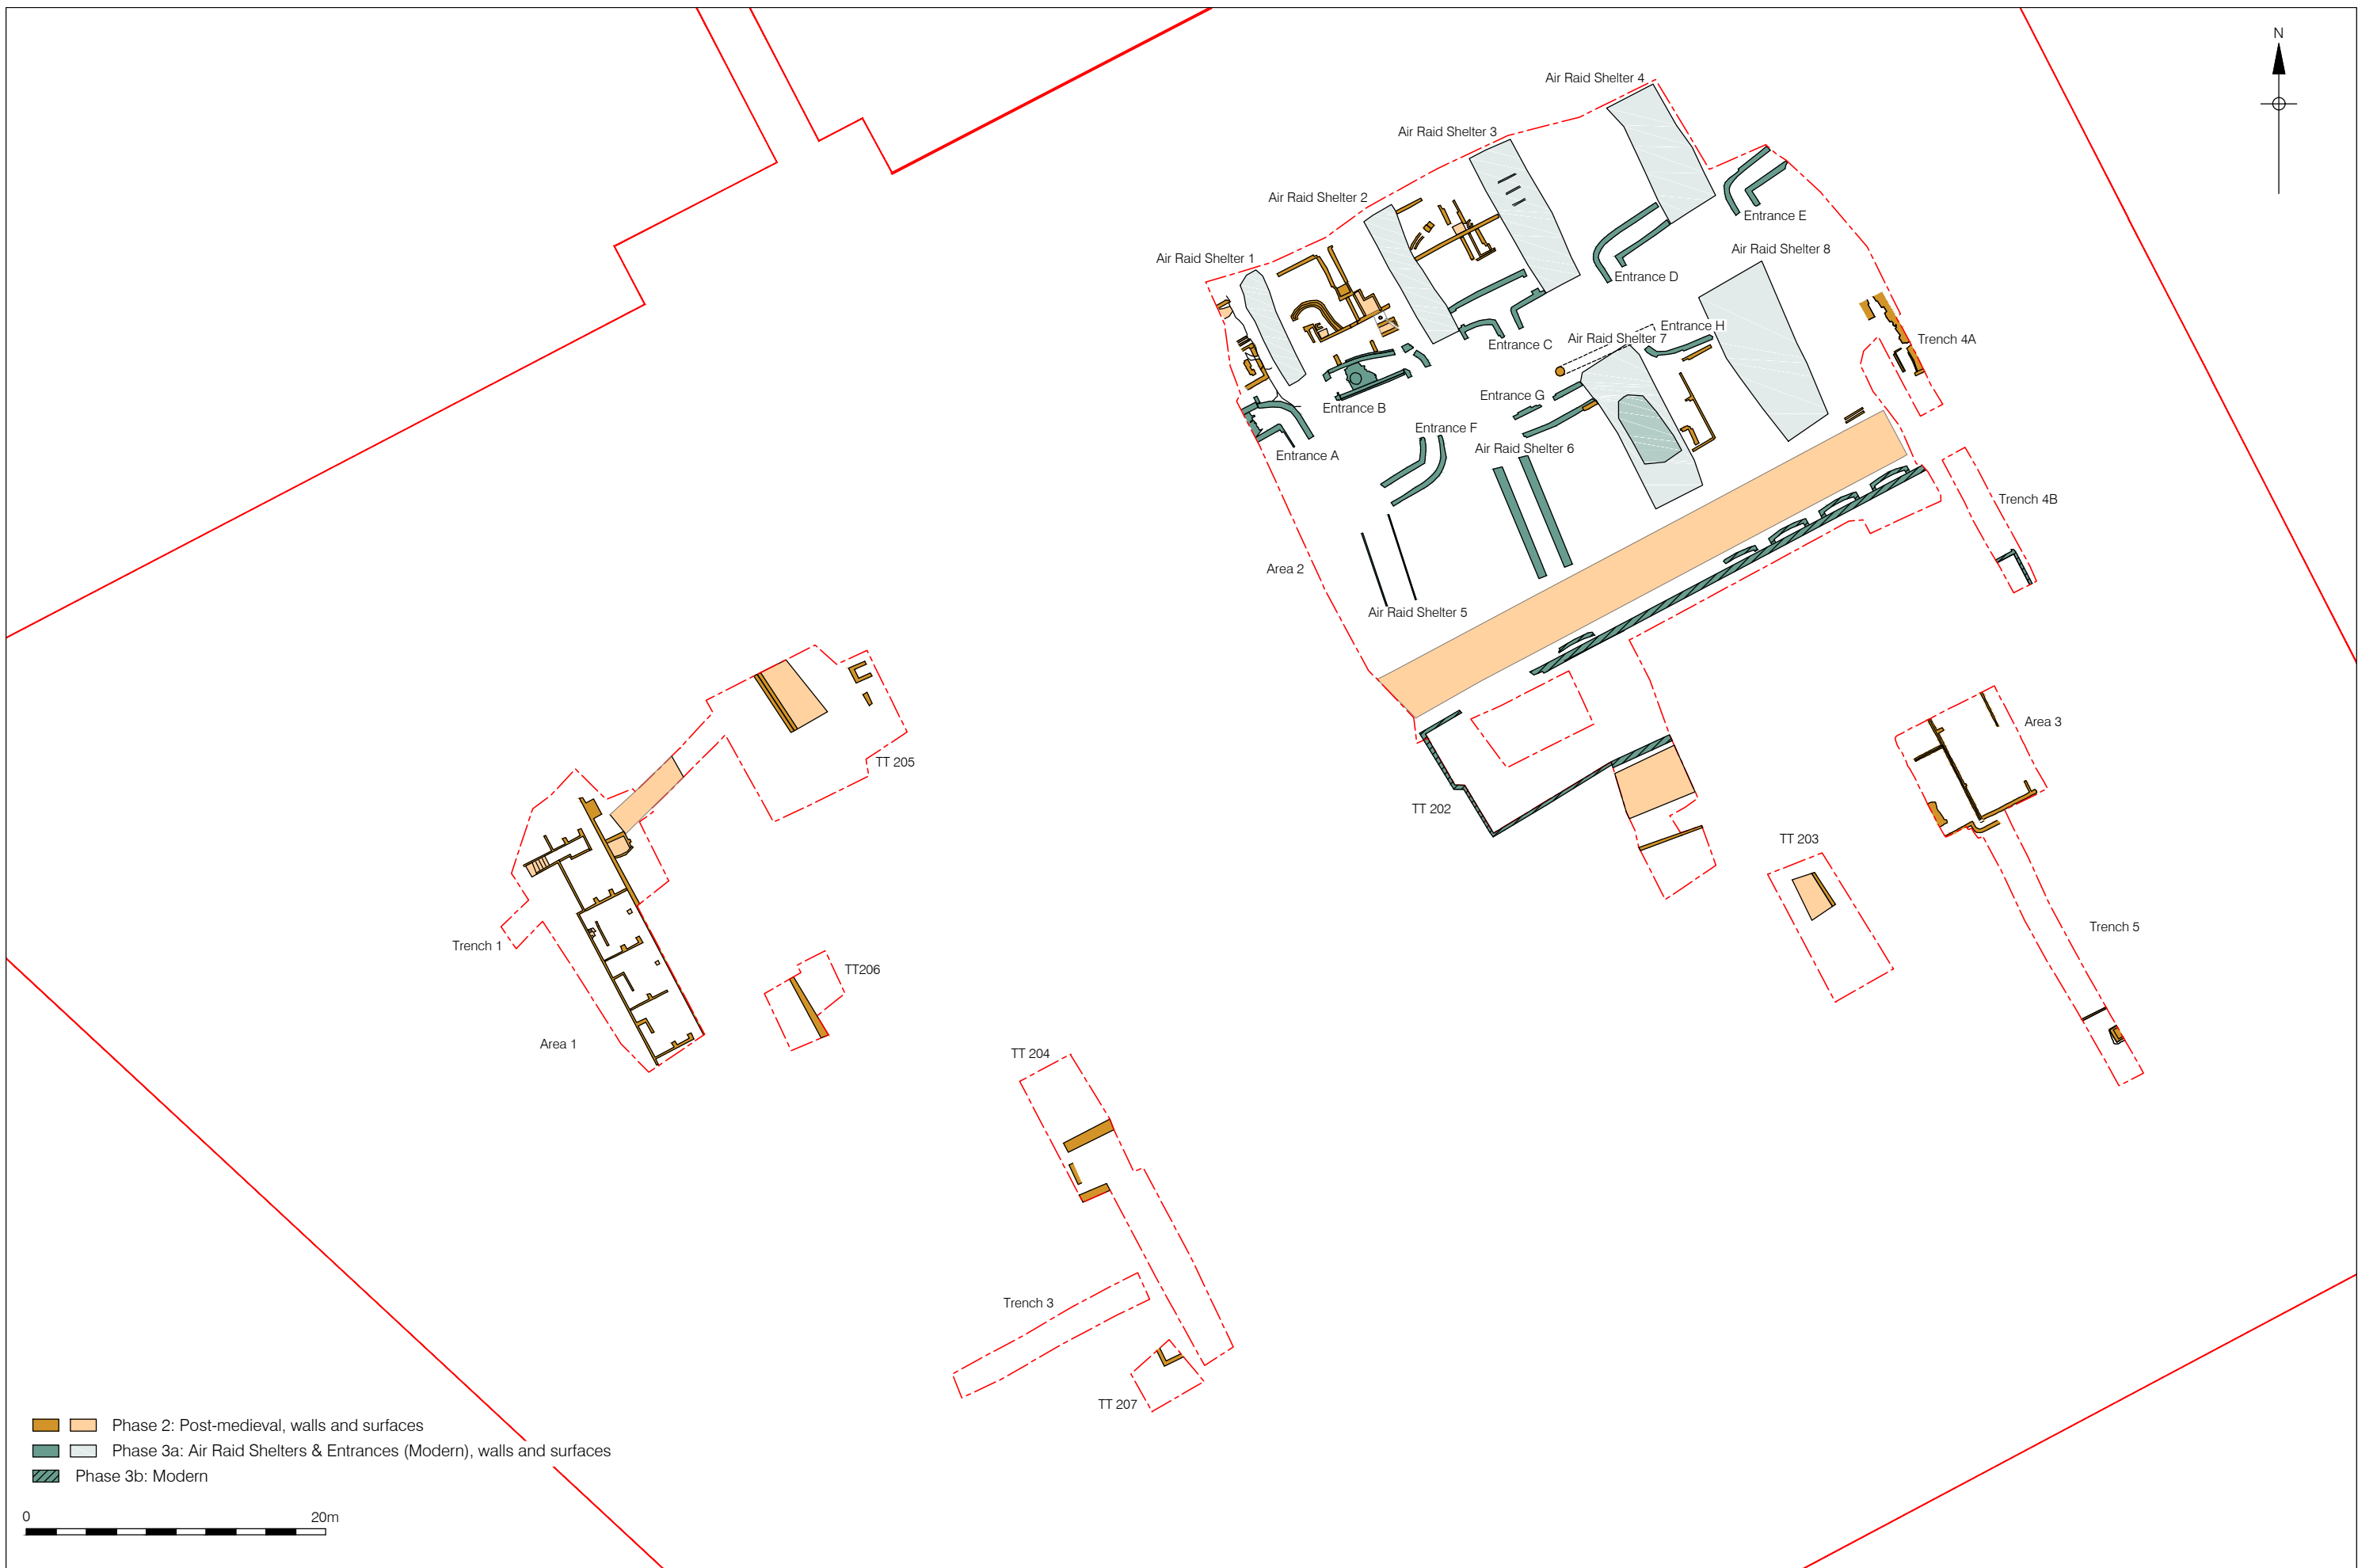 N
Air Raid Shelter 4
Air Raid Shelter 3
Air Raid Shelter 2
Entrance E
Air Raid Shelter 8
Air Raid Shelter 1
Entrance D
Entrance H
Air Raid Shelter 7
Trench 4A
Entrance C
Entrance G
Entrance B
Entrance F
Air Raid Shelter 6
Entrance A
Trench 4B
Area 2
Air Raid Shelter 5
Area 3
TT 205
TT 202
TT 203
Trench 5
Trench 1
TT206
Area 1
TT 204
Trench 3
TT 207
Phase 2: Post-medieval, walls and surfaces
Phase 3a: Air Raid Shelters & Entrances (Modern), walls and surfaces
Phase 3b: Modern
0 20m